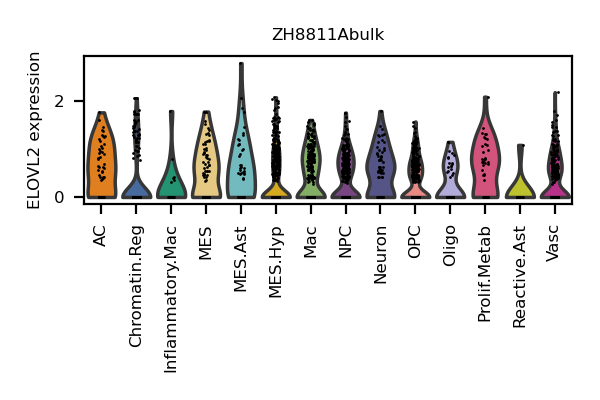 ZH8811Abulk
ELOVL2 expression
2
0
AC
Chromatin.Reg
Inflammatory.Mac
MES
MES.Ast
MES.Hyp
Mac
NPC
Neuron
OPC
Oligo
Prolif.Metab
Reactive.Ast
Vasc